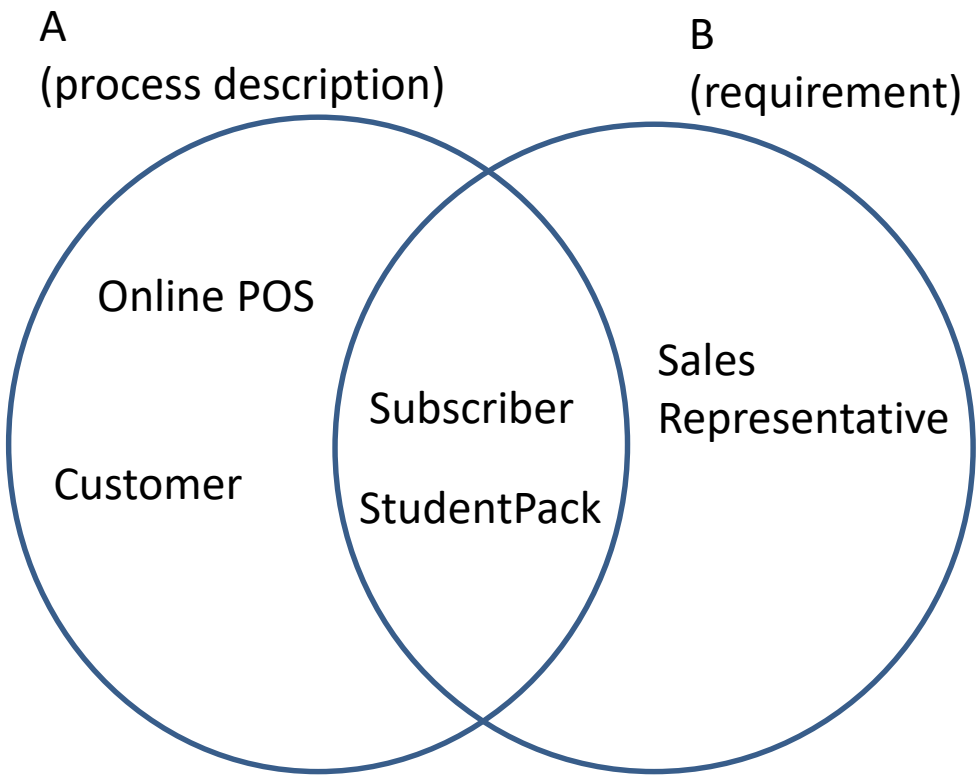 A
(process description)
B
(requirement)
Online POS
Customer
Subscriber
StudentPack
Sales
Representative